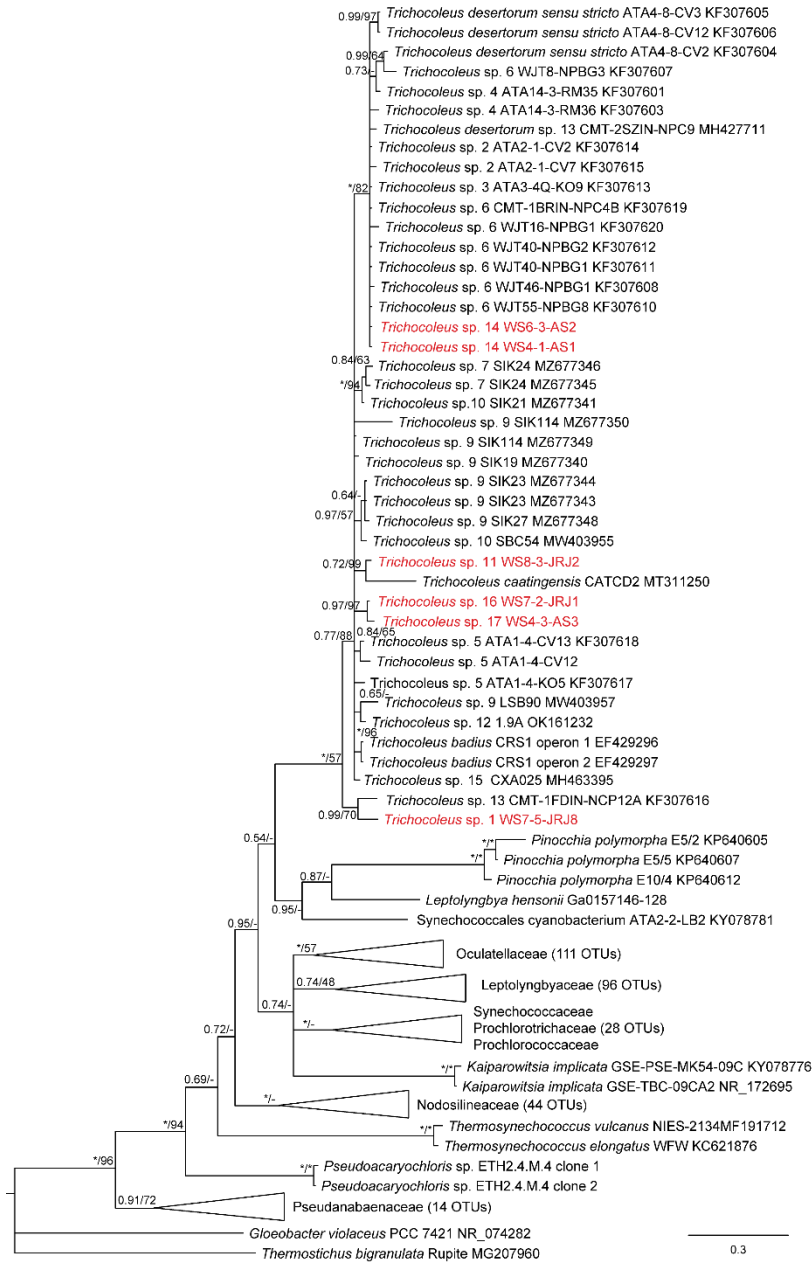 0.99/97
Trichocoleus desertorum sensu stricto ATA4-8-CV3 KF307605
Trichocoleus desertorum sensu stricto ATA4-8-CV12 KF307606
Trichocoleus desertorum sensu stricto ATA4-8-CV2 KF307604
0.99/64
0.73/-
Trichocoleus sp. 6 WJT8-NPBG3 KF307607
Trichocoleus sp. 4 ATA14-3-RM35 KF307601
Trichocoleus sp. 4 ATA14-3-RM36 KF307603
Trichocoleus desertorum sp. 13 CMT-2SZIN-NPC9 MH427711
Trichocoleus sp. 2 ATA2-1-CV2 KF307614
Trichocoleus sp. 2 ATA2-1-CV7 KF307615
*/82
Trichocoleus sp. 3 ATA3-4Q-KO9 KF307613
Trichocoleus sp. 6 CMT-1BRIN-NPC4B KF307619
Trichocoleus sp. 6 WJT16-NPBG1 KF307620
Trichocoleus sp. 6 WJT40-NPBG2 KF307612
Trichocoleus sp. 6 WJT40-NPBG1 KF307611
Trichocoleus sp. 6 WJT46-NPBG1 KF307608
Trichocoleus sp. 6 WJT55-NPBG8 KF307610
Trichocoleus sp. 14 WS6-3-AS2
Trichocoleus sp. 14 WS4-1-AS1
0.84/63
Trichocoleus sp. 7 SIK24 MZ677346
*/94
Trichocoleus sp. 7 SIK24 MZ677345
Trichocoleus sp.10 SIK21 MZ677341
Trichocoleus sp. 9 SIK114 MZ677350
Trichocoleus sp. 9 SIK114 MZ677349
Trichocoleus sp. 9 SIK19 MZ677340
Trichocoleus sp. 9 SIK23 MZ677344
0.64/-
Trichocoleus sp. 9 SIK23 MZ677343
0.97/57
Trichocoleus sp. 9 SIK27 MZ677348
Trichocoleus sp. 10 SBC54 MW403955
0.72/99
Trichocoleus sp. 11 WS8-3-JRJ2
Trichocoleus caatingensis CATCD2 MT311250
0.97/97
Trichocoleus sp. 16 WS7-2-JRJ1
Trichocoleus sp. 17 WS4-3-AS3
0.77/88
0.84/65
Trichocoleus sp. 5 ATA1-4-CV13 KF307618
Trichocoleus sp. 5 ATA1-4-CV12
Trichocoleus sp. 5 ATA1-4-KO5 KF307617
0.65/-
Trichocoleus sp. 9 LSB90 MW403957
Trichocoleus sp. 12 1.9A OK161232
*/96
Trichocoleus badius CRS1 operon 1 EF429296
*/57
Trichocoleus badius CRS1 operon 2 EF429297
Trichocoleus sp. 15 CXA025 MH463395
Trichocoleus sp. 13 CMT-1FDIN-NCP12A KF307616
0.99/70
Trichocoleus sp. 1 WS7-5-JRJ8
0.54/-
*/*
Pinocchia polymorpha E5/2 KP640605
*/*
Pinocchia polymorpha E5/5 KP640607
0.87/-
Pinocchia polymorpha E10/4 KP640612
Leptolyngbya hensonii Ga0157146-128
0.95/-
Synechococcales cyanobacterium ATA2-2-LB2 KY078781
0.95/-
*/57
Oculatellaceae (111 OTUs)
0.74/48
Leptolyngbyaceae (96 OTUs)
0.74/-
Synechococcaceae
*/-
Prochlorotrichaceae (28 OTUs)
Prochlorococcaceae
0.72/-
*/*
Kaiparowitsia implicata GSE-PSE-MK54-09C KY078776
Kaiparowitsia implicata GSE-TBC-09CA2 NR_172695
0.69/-
*/-
Nodosilineaceae (44 OTUs)
*/94
*/*
Thermosynechococcus vulcanus NIES-2134MF191712
Thermosynechococcus elongatus WFW KC621876
*/96
*/*
Pseudoacaryochloris sp. ETH2.4.M.4 clone 1
Pseudoacaryochloris sp. ETH2.4.M.4 clone 2
0.91/72
Pseudanabaenaceae (14 OTUs)
Gloeobacter violaceus PCC 7421 NR_074282
Thermostichus bigranulata Rupite MG207960
0.3